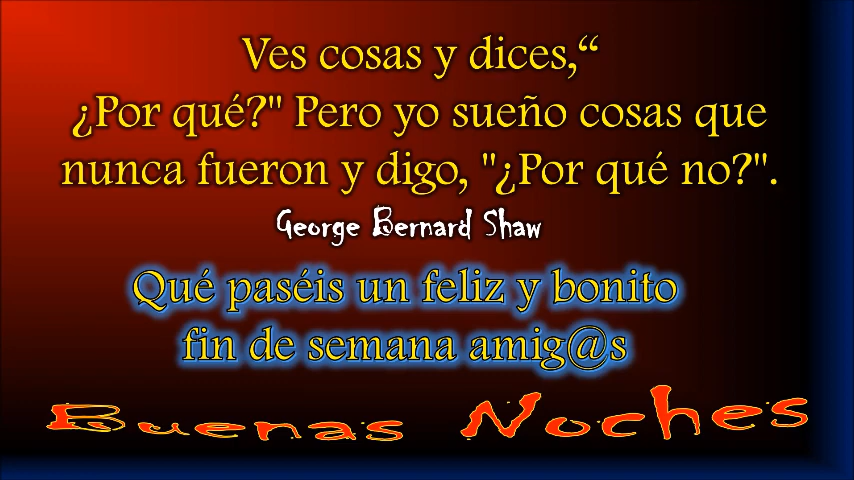 Ves cosas y dices,“
¿Por qué?" Pero yo sueño cosas que
nunca fueron y digo, "¿Por qué no?".
George Bernard Shaw
Qué paséis un feliz y bonito
fin de semana amig@s
Buenas Noches